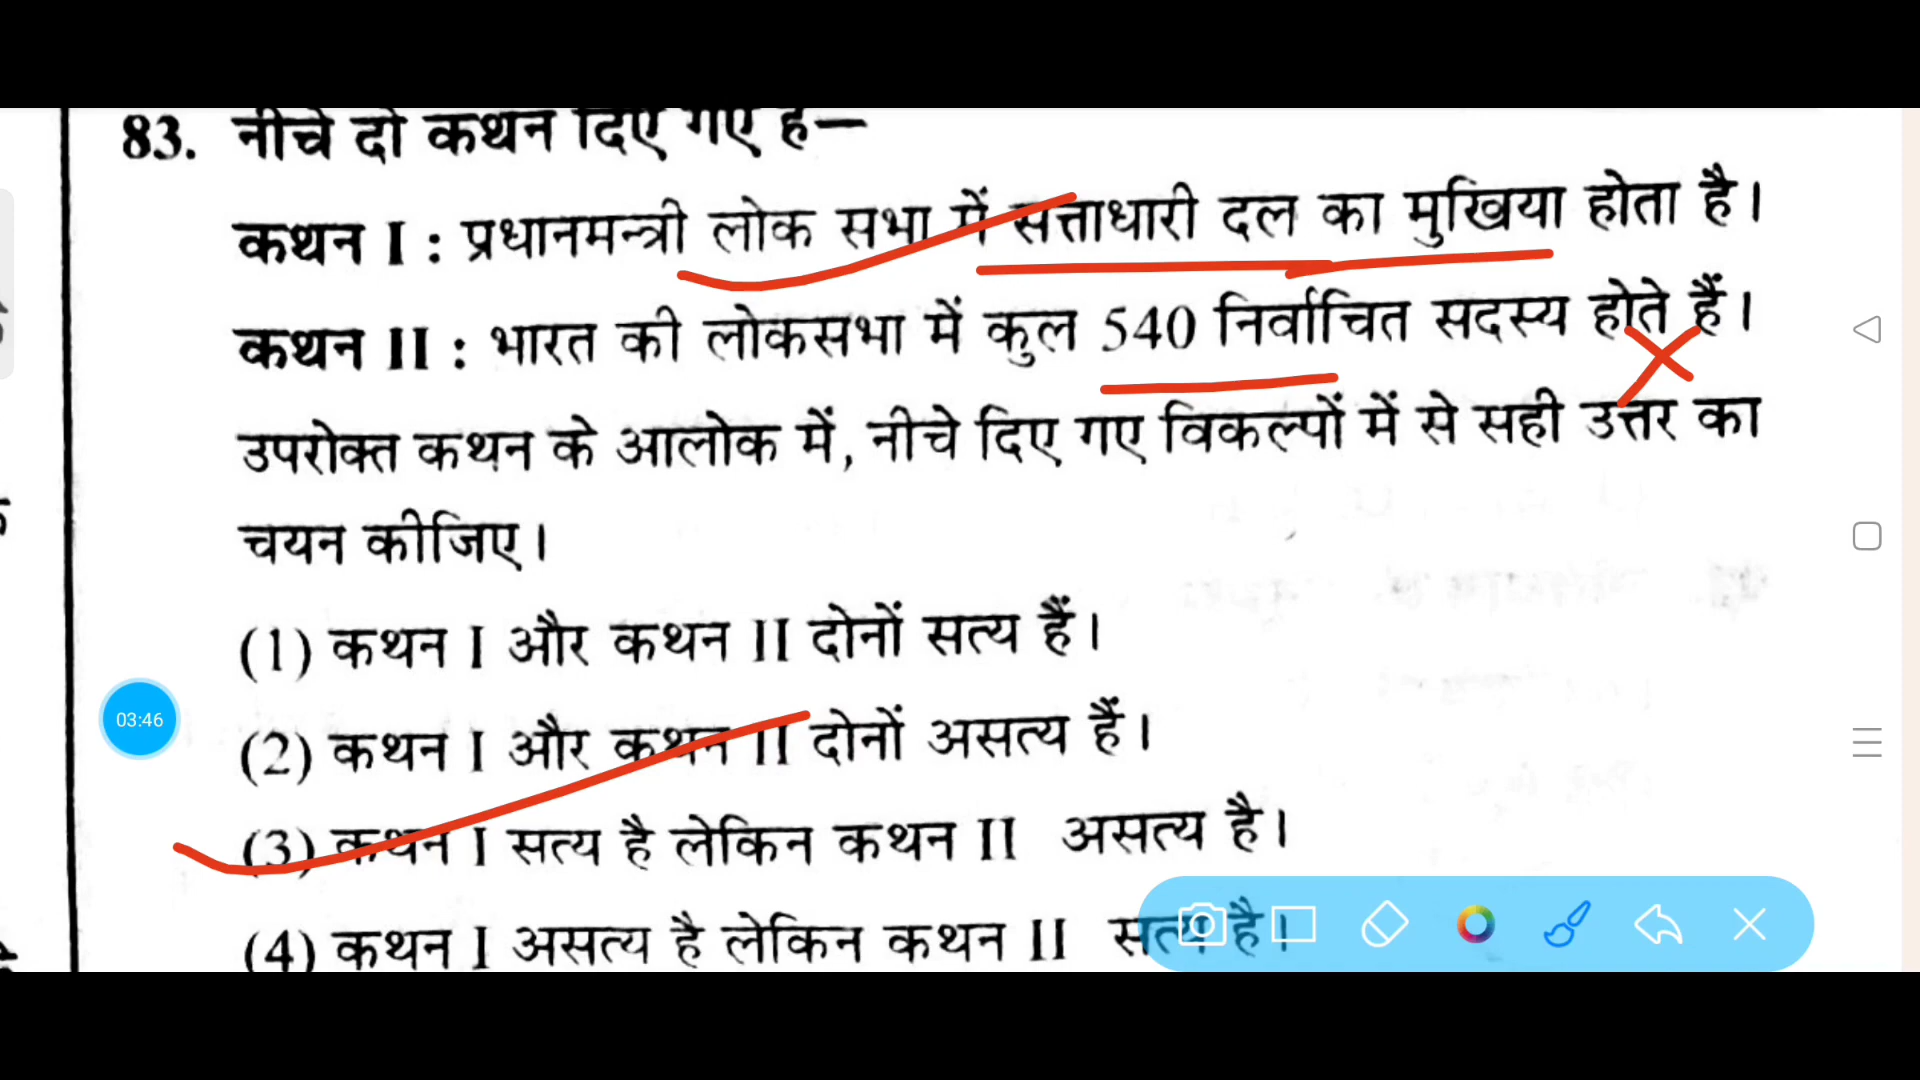 83. नीचे दो कथन दिए गए हैं—
कथन I : प्रधानमन्त्री लोक सभा में सत्ताधारी दल का मुखिया होता है।
कथन II : भारत की लोकसभा में कुल 540 निर्वाचित सदस्य होते हैं।
उपरोक्त कथन के आलोक में, नीचे दिए गए विकल्पों में से सही उत्तर का
चयन कीजिए।
(1) कथन I और कथन II दोनों सत्य हैं।
(2) कथन I और कथन II दोनों असत्य हैं।
03:46
(3) कथन I सत्य है लेकिन कथन II असत्य है।
(4) कथन I असत्य है लेकिन कथन II सत्य है।